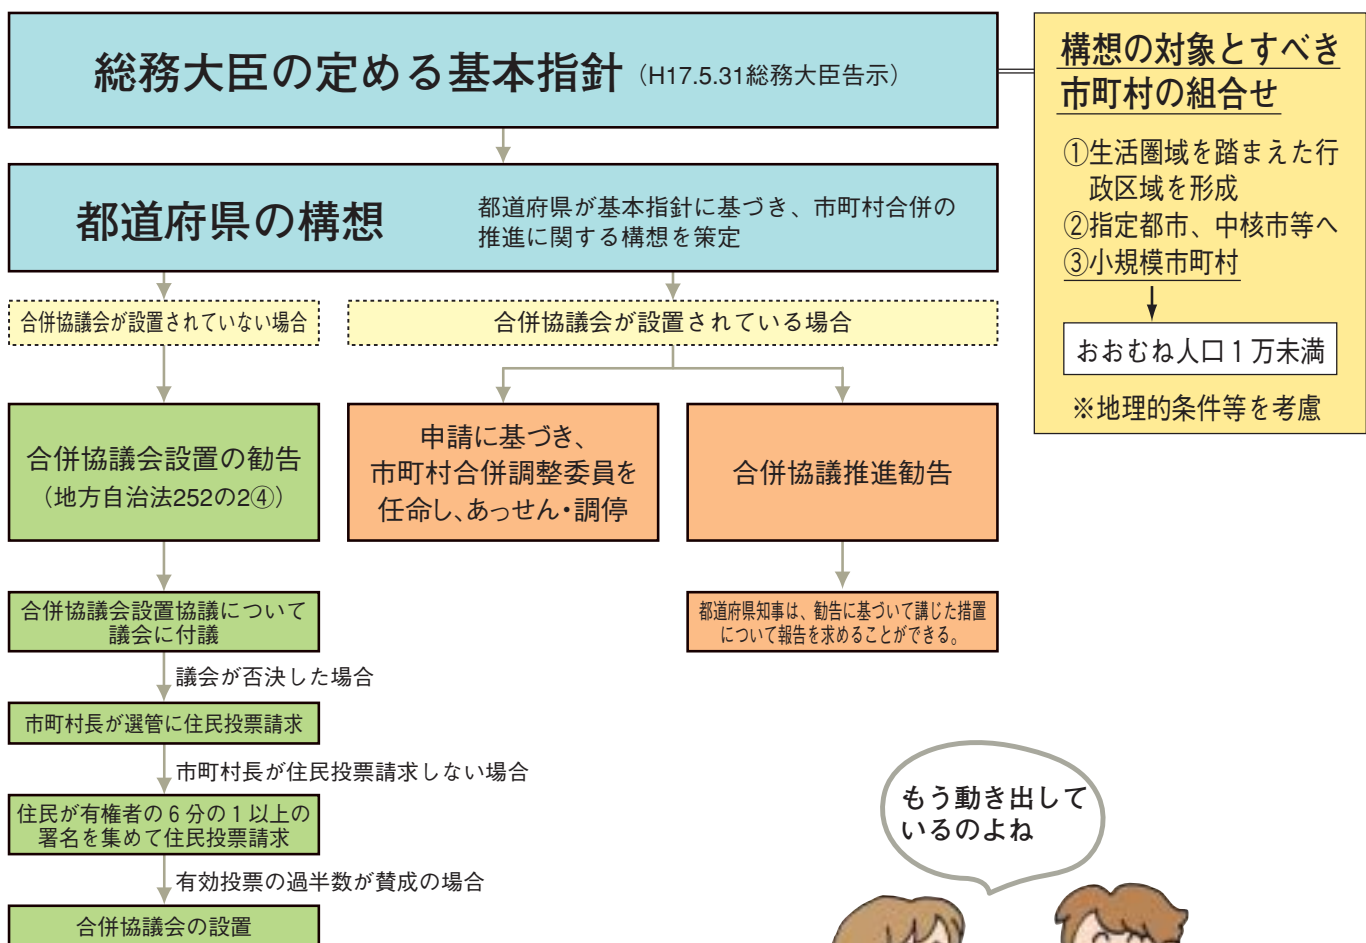 総務大臣の定める基本指針（H17.5.31総務大臣告示）
都道府県の構想
都道府県が基本指針に基づき、市町村合併の
推進に関する構想を策定
構想の対象とすべき
市町村の組合せ
①生活圏域を踏まえた行
政区域を形成
②指定都市、中核市等へ
③小規模市町村
おおむね人口１万未満
※地理的条件等を考慮
合併協議会が設置されていない場合
合併協議会が設置されている場合
合併協議会設置の勧告
（地方自治法252の2④）
申請に基づき、
市町村合併調整委員を
任命し、あっせん・調停
合併協議推進勧告
合併協議会設置協議について
議会に付議
都道府県知事は、勧告に基づいて講じた措置
について報告を求めることができる。
議会が否決した場合
市町村長が選管に住民投票請求
市町村長が住民投票請求しない場合
住民が有権者の６分の１以上の
署名を集めて住民投票請求
有効投票の過半数が賛成の場合
合併協議会の設置
もう動き出して
いるのよね